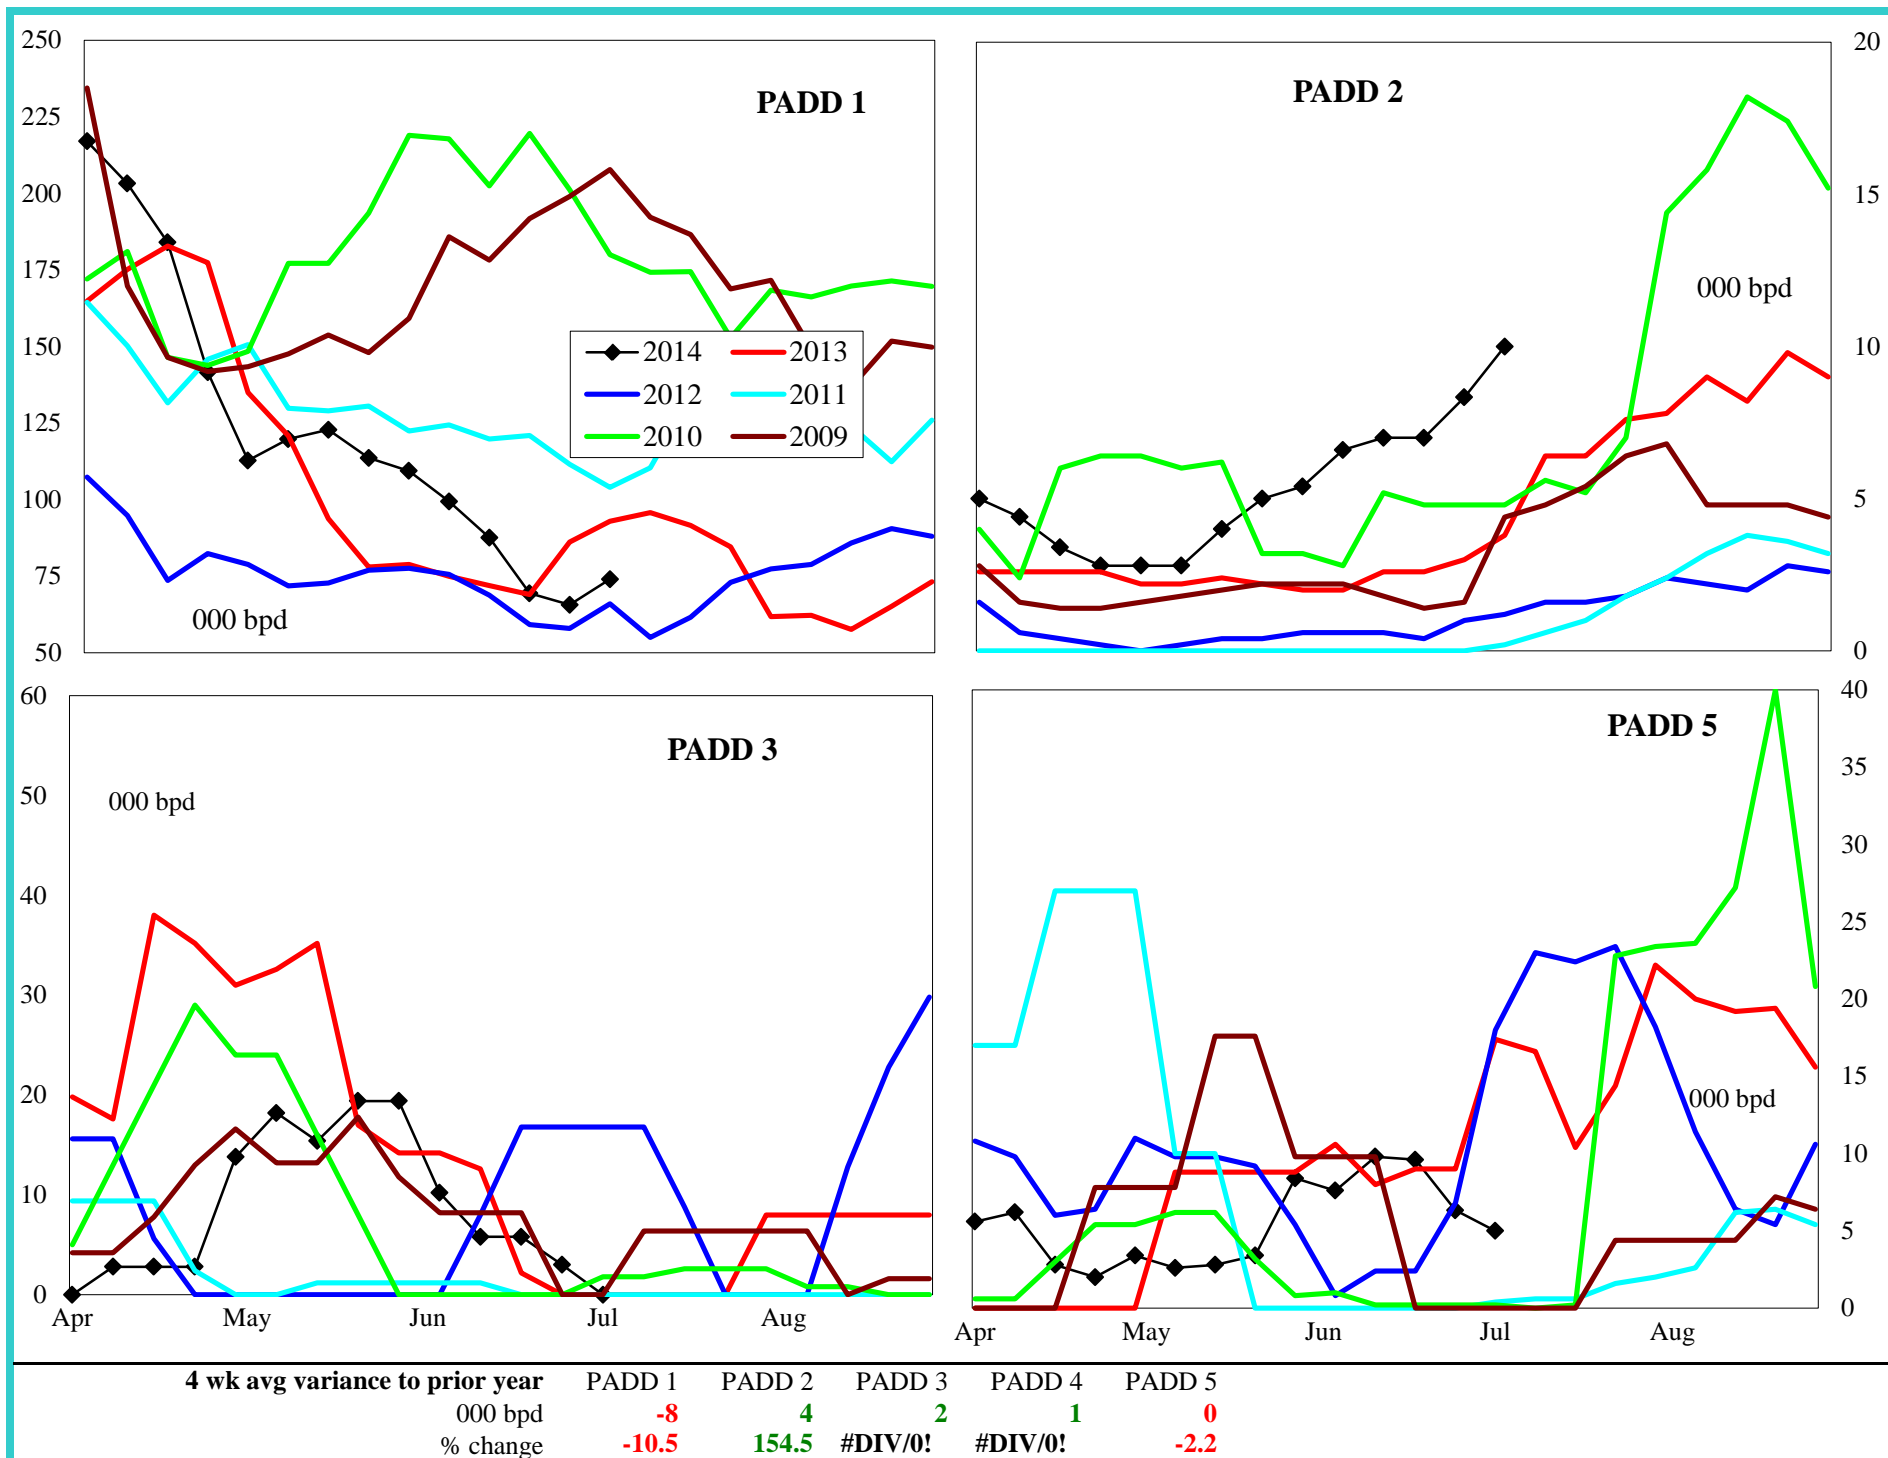 250
225
200
175
150
125
100
75
50
PADD 1
000 bpd
2014 2013
2012 2011
2010 2009
PADD 2
000 bpd
20
15
10
5
0
60
50
40
30
20
10
0
PADD 3
000 bpd
Apr May Jun Jul Aug
PADD 5
000 bpd
40
35
30
25
20
15
10
5
0
Apr May Jun Jul Aug
4 wk avg variance to prior year PADD 1 PADD 2 PADD 3 PADD 4 PADD 5
000 bpd -8 4 2 1 0
% change -10.5 154.5 #DIV/0! #DIV/0! -2.2